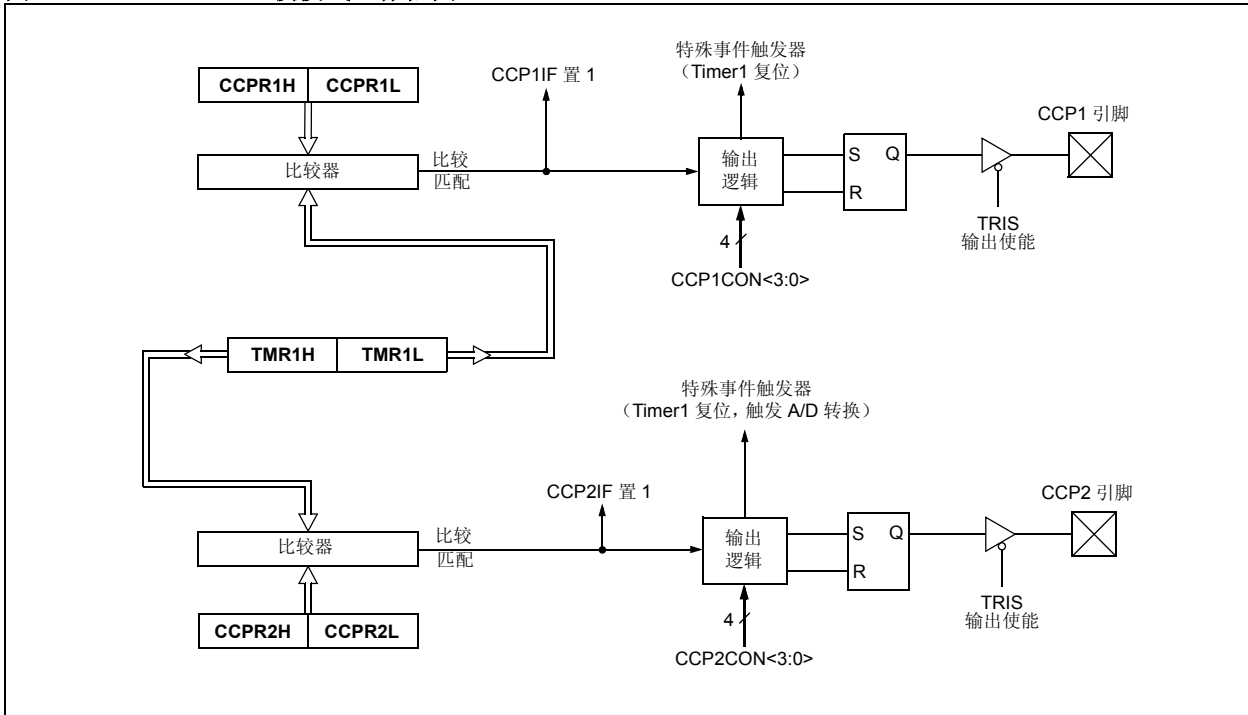 特殊事件触发器
（Timer1 复位）
CCP1IF 置 1
CCPR1H CCPR1L
CCP1 引脚
比较器
比较
匹配
输出
逻辑
S Q
R
TRIS
输出使能
4
CCP1CON<3:0>
TMR1H TMR1L
特殊事件触发器
（Timer1 复位，触发 A/D 转换）
CCP2IF 置 1
CCP2 引脚
比较器
比较
匹配
输出
逻辑
S Q
R
TRIS
输出使能
4
CCPR2H CCPR2L
CCP2CON<3:0>